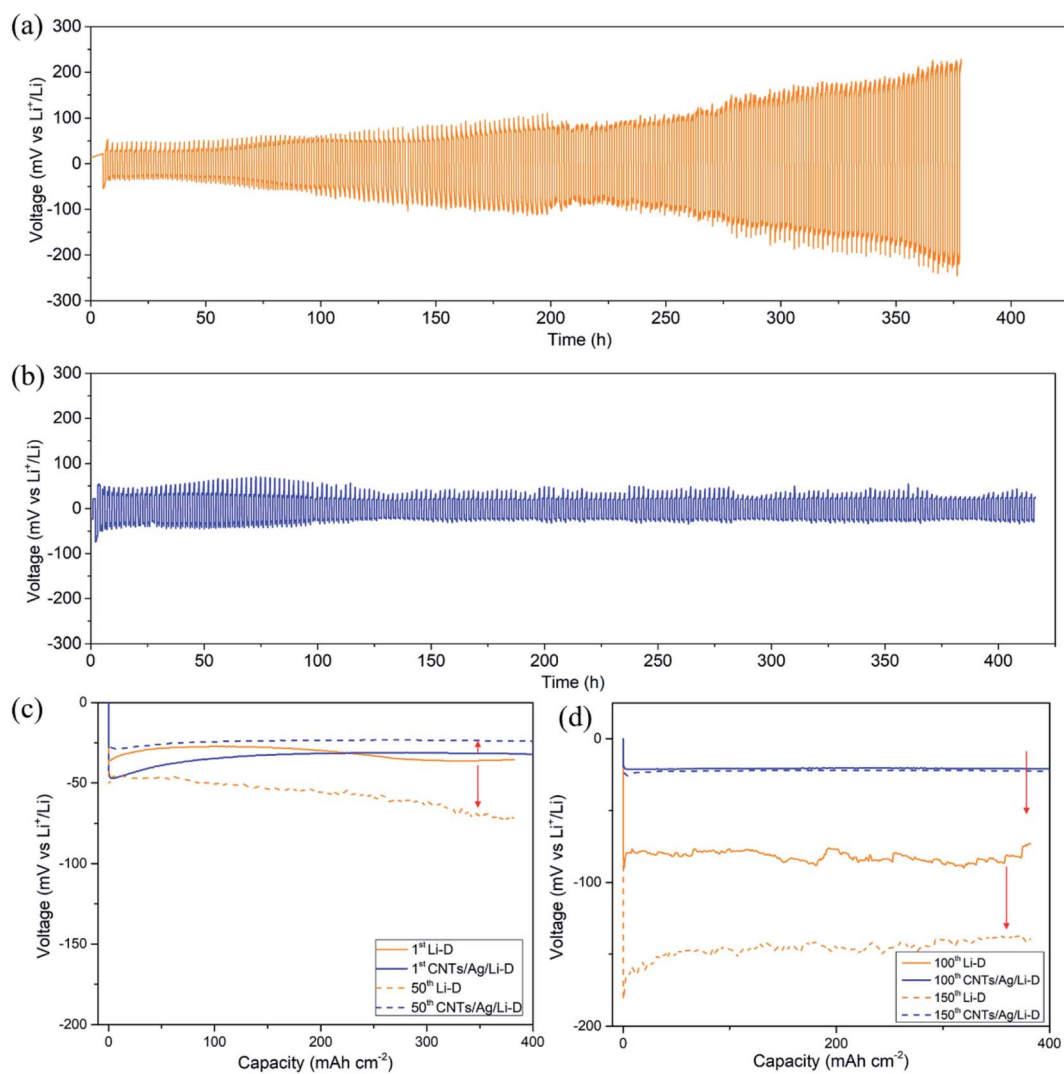 (a)
300
200
100
0
-100
-200
-300
Voltage (mV vs Li⁺/Li)
0 50 100 150 200 250 300 350 400
Time (h)
(b)
300
200
100
0
-100
-200
-300
Voltage (mV vs Li⁺/Li)
0 50 100 150 200 250 300 350 400
Time (h)
(c)
0
-50
-100
-150
-200
Voltage (mV vs Li⁺/Li)
1ˢᵗ Li-D
1ˢᵗ CNTs/Ag/Li-D
50ᵗʰ Li-D
50ᵗʰ CNTs/Ag/Li-D
0 100 200 300 400
Capacity (mAh cm⁻²)
(d)
0
-100
-200
Voltage (mV vs Li⁺/Li)
100ᵗʰ Li-D
100ᵗʰ CNTs/Ag/Li-D
150ᵗʰ Li-D
150ᵗʰ CNTs/Ag/Li-D
0 200 400
Capacity (mAh cm⁻²)